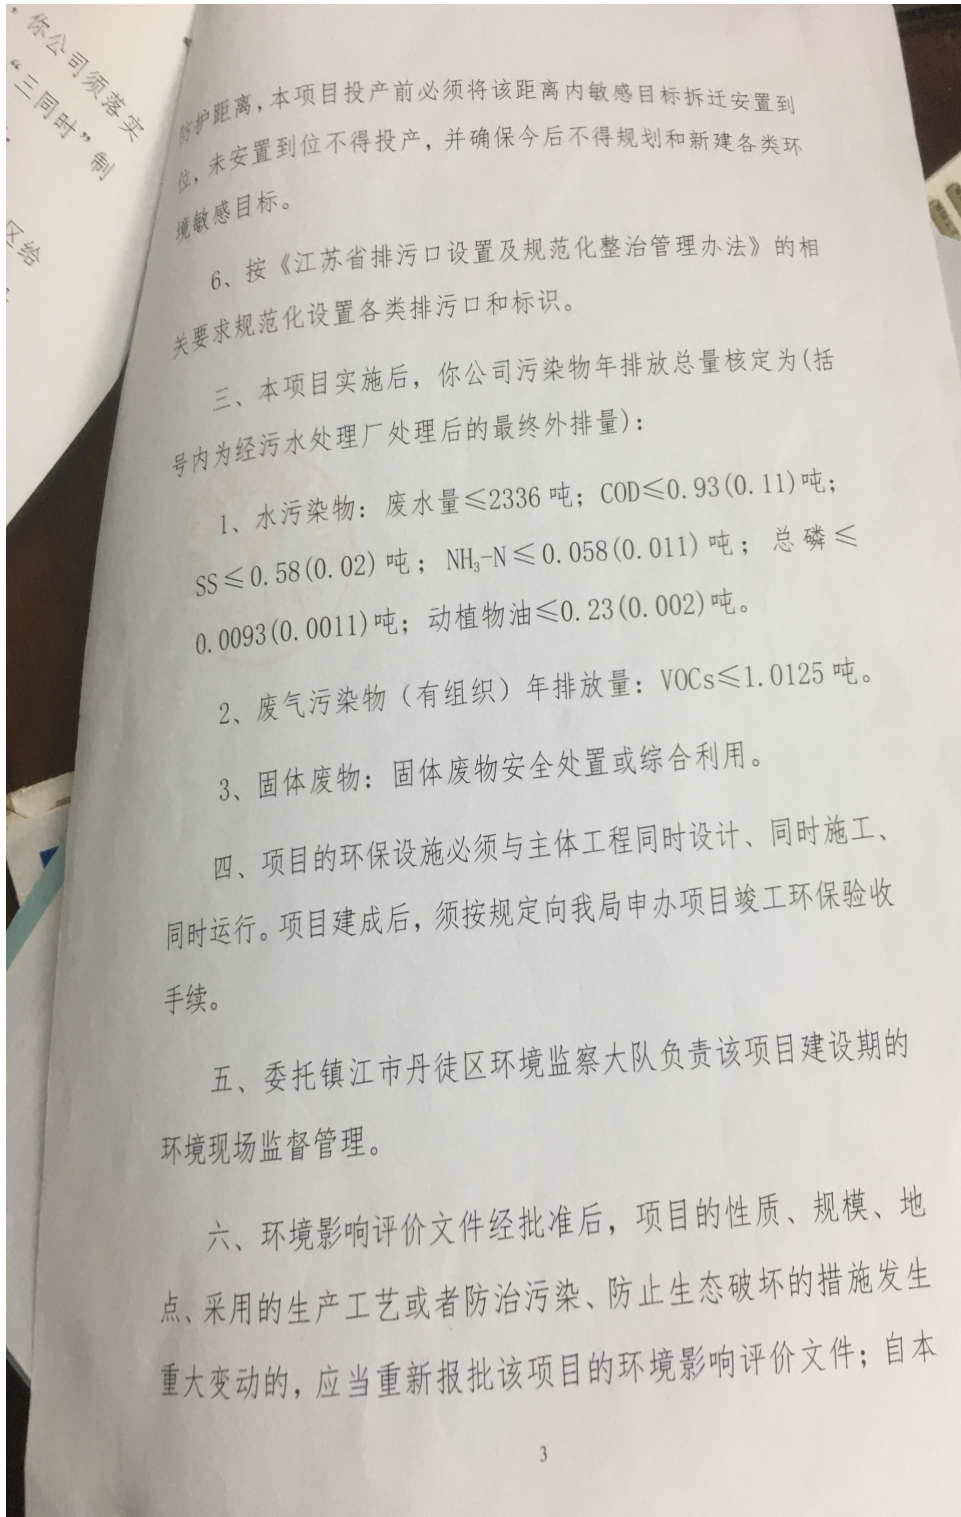 ，你公司须落实
“三同时”制
区给
防护距离，本项目投产前必须将该距离内敏感目标拆迁安置到
位，未安置到位不得投产，并确保今后不得规划和新建各类环
境敏感目标。
6、按《江苏省排污口设置及规范化整治管理办法》的相
关要求规范化设置各类排污口和标识。
三、本项目实施后，你公司污染物年排放总量核定为(括
号内为经污水处理厂处理后的最终外排量)：
1、水污染物：废水量≤2336吨；COD≤0.93(0.11)吨；
SS≤0.58(0.02)吨；NH₃-N≤0.058(0.011)吨；总磷≤
0.0093(0.0011)吨；动植物油≤0.23(0.002)吨。
2、废气污染物（有组织）年排放量：VOCs≤1.0125吨。
3、固体废物：固体废物安全处置或综合利用。
四、项目的环保设施必须与主体工程同时设计、同时施工、
同时运行。项目建成后，须按规定向我局申办项目竣工环保验收
手续。
五、委托镇江市丹徒区环境监察大队负责该项目建设期的
环境现场监督管理。
六、环境影响评价文件经批准后，项目的性质、规模、地
点、采用的生产工艺或者防治污染、防止生态破坏的措施发生
重大变动的，应当重新报批该项目的环境影响评价文件；自本
3